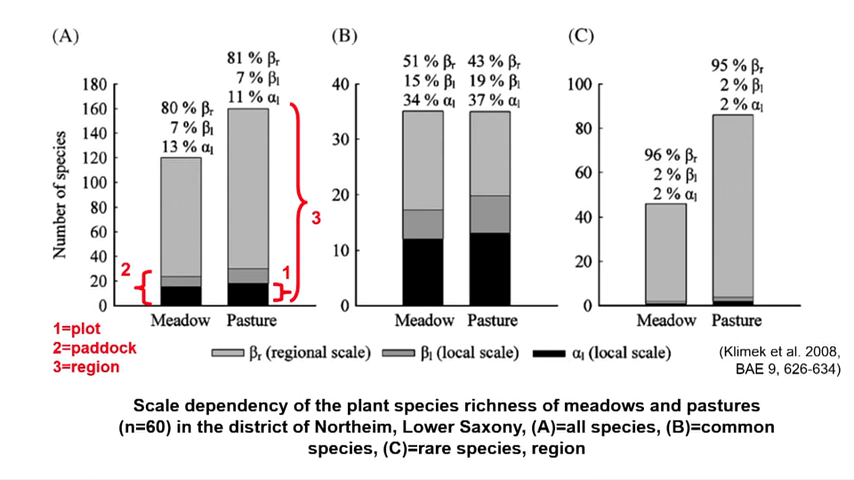 (A)
80 % βr
7 % βl
13 % αl
81 % βr
7 % βl
11 % αl
Number of species
180
160
140
120
100
80
60
40
20
0
Meadow Pasture
1
2
3
1=plot
2=paddock
3=region
(B)
51 % βr 43 % βr
15 % βl 19 % βl
34 % αl 37 % αl
40
30
20
10
0
Meadow Pasture
(C)
95 % βr
2 % βl
2 % αl
96 % βr
2 % βl
2 % αl
100
80
60
40
20
0
Meadow Pasture
βr (regional scale) βl (local scale) αl (local scale)
(Klimek et al. 2008,
BAE 9, 626-634)
Scale dependency of the plant species richness of meadows and pastures
(n=60) in the district of Northeim, Lower Saxony, (A)=all species, (B)=common
species, (C)=rare species, region